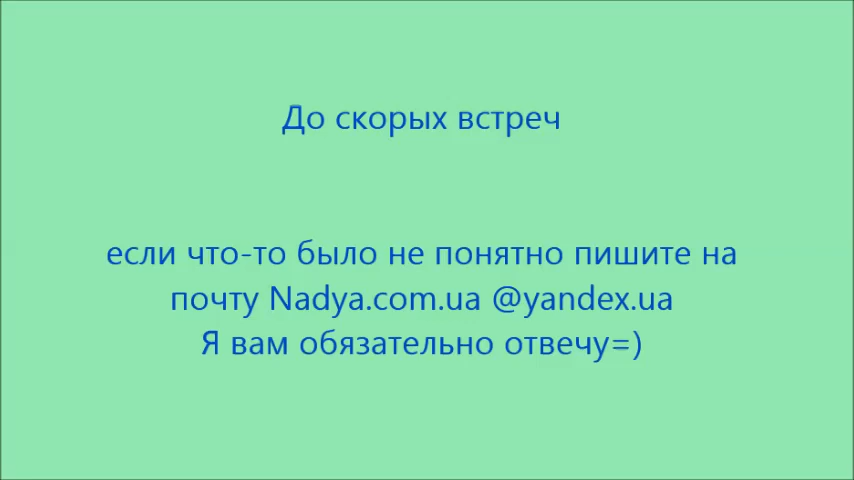 До скорых встреч
если что-то было не понятно пишите на
почту Nadya.com.ua @yandex.ua
Я вам обязательно отвечу=)